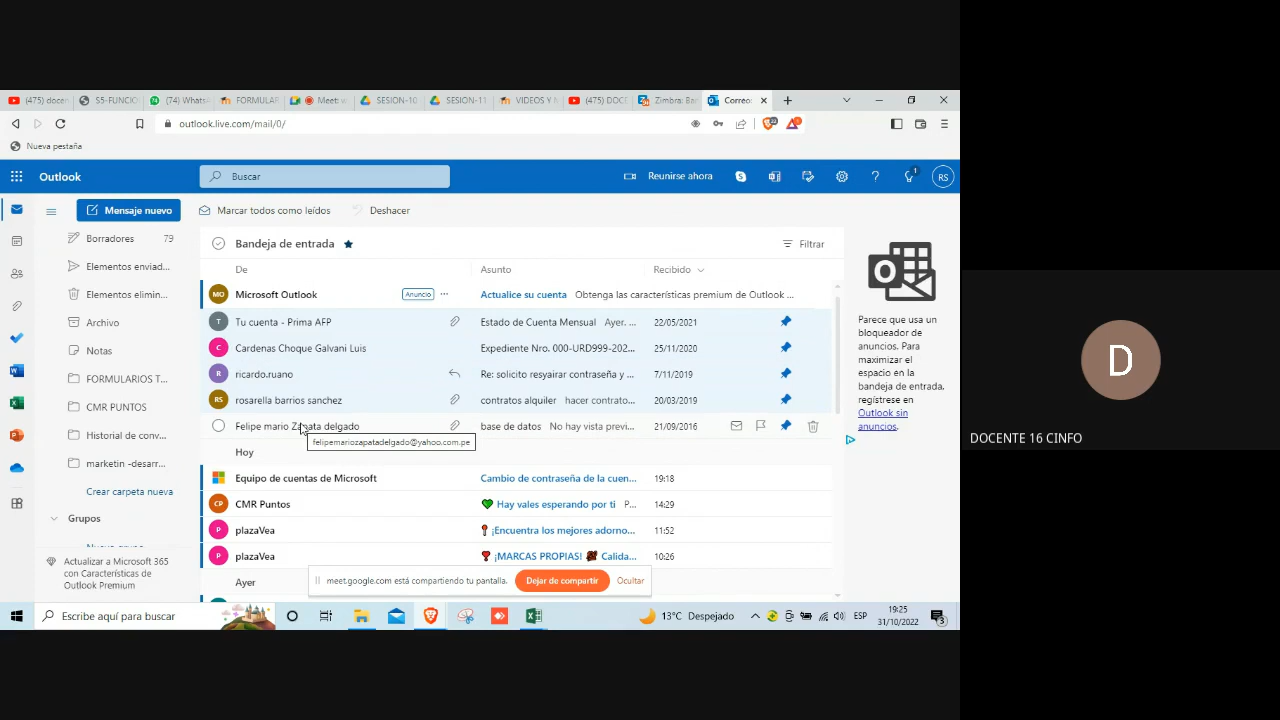 (475) docen
S5-FUNCIO
(74) Whats
FORMULAR
Meet:
SESION-10
SESION-11
VIDEOS Y
(475) DOCE
Zimbra: Ba
Correo:
outlook.live.com/mail/0/
22
Nueva pestaña
Outlook
Buscar
Reunirse ahora
1
RS
Mensaje nuevo
Marcar todos como leídos
Deshacer
Borradores 79
Elementos enviad...
Elementos elimin...
Archivo
Notas
FORMULARIOS T...
CMR PUNTOS
Historial de conv...
marketin -desarr...
Crear carpeta nueva
Grupos
Actualizar a Microsoft 365
con Características de
Outlook Premium
Bandeja de entrada
Filtrar
De Asunto Recibido
MO Microsoft Outlook Anuncio ... Actualice su cuenta Obtenga las características premium de Outlook ...
T Tu cuenta - Prima AFP Estado de Cuenta Mensual Ayer. ... 22/05/2021
C Cardenas Choque Galvani Luis Expediente Nro. 000-URD999-202... 25/11/2020
R ricardo.ruano Re: solicito resyairar contraseña y ... 7/11/2019
RS rosarella barrios sanchez contratos alquiler hacer contrato... 20/03/2019
Felipe mario Zapata delgado base de datos No hay vista previ... 21/09/2016
felipemariozapatadelgado@yahoo.com.pe
Hoy
Equipo de cuentas de Microsoft Cambio de contraseña de la cuen... 19:18
CP CMR Puntos Hay vales esperando por ti P... 14:29
P plazaVea ¡Encuentra los mejores adorno... 11:52
P plazaVea ¡MARCAS PROPIAS! Calida... 10:26
Ayer
meet.google.com está compartiendo tu pantalla.
Dejar de compartir
Ocultar
Parece que usa un
bloqueador de
anuncios. Para
maximizar el
espacio en la
bandeja de entrada,
regístrese en
Outlook sin
anuncios.
Escribe aquí para buscar
13°C Despejado
ESP
19:25
31/10/2022
3
D
DOCENTE 16 CINFO